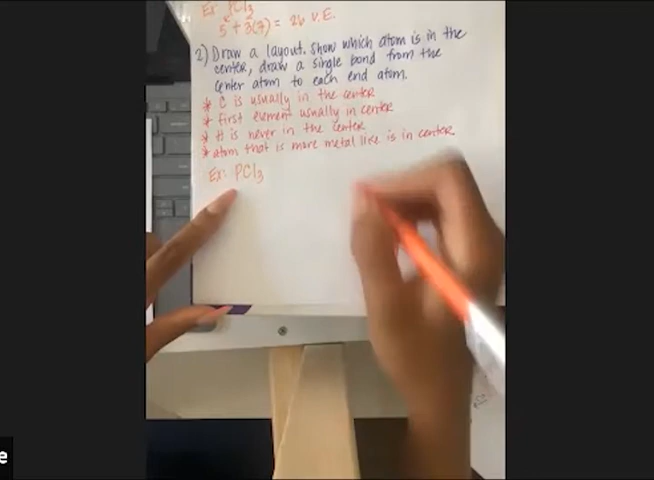 Ex: PCl3
5 + 3(7) = 26 V.E.
2) Draw a layout. Show which atom is in the
center, draw a single bond from the
center atom to each end atom.
* C is usually in the center
* first element usually in center
* H is never in the center
* atom that is more metal like is in center
Ex: PCl3
e